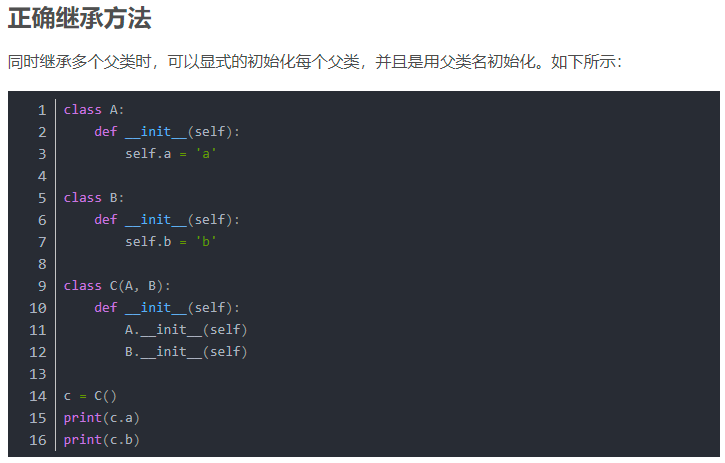 正确继承方法
同时继承多个父类时，可以显式的初始化每个父类，并且是用父类名初始化。如下所示：
1 class A:
2     def __init__(self):
3         self.a = 'a'
4
5 class B:
6     def __init__(self):
7         self.b = 'b'
8
9 class C(A, B):
10     def __init__(self):
11         A.__init__(self)
12         B.__init__(self)
13
14 c = C()
15 print(c.a)
16 print(c.b)